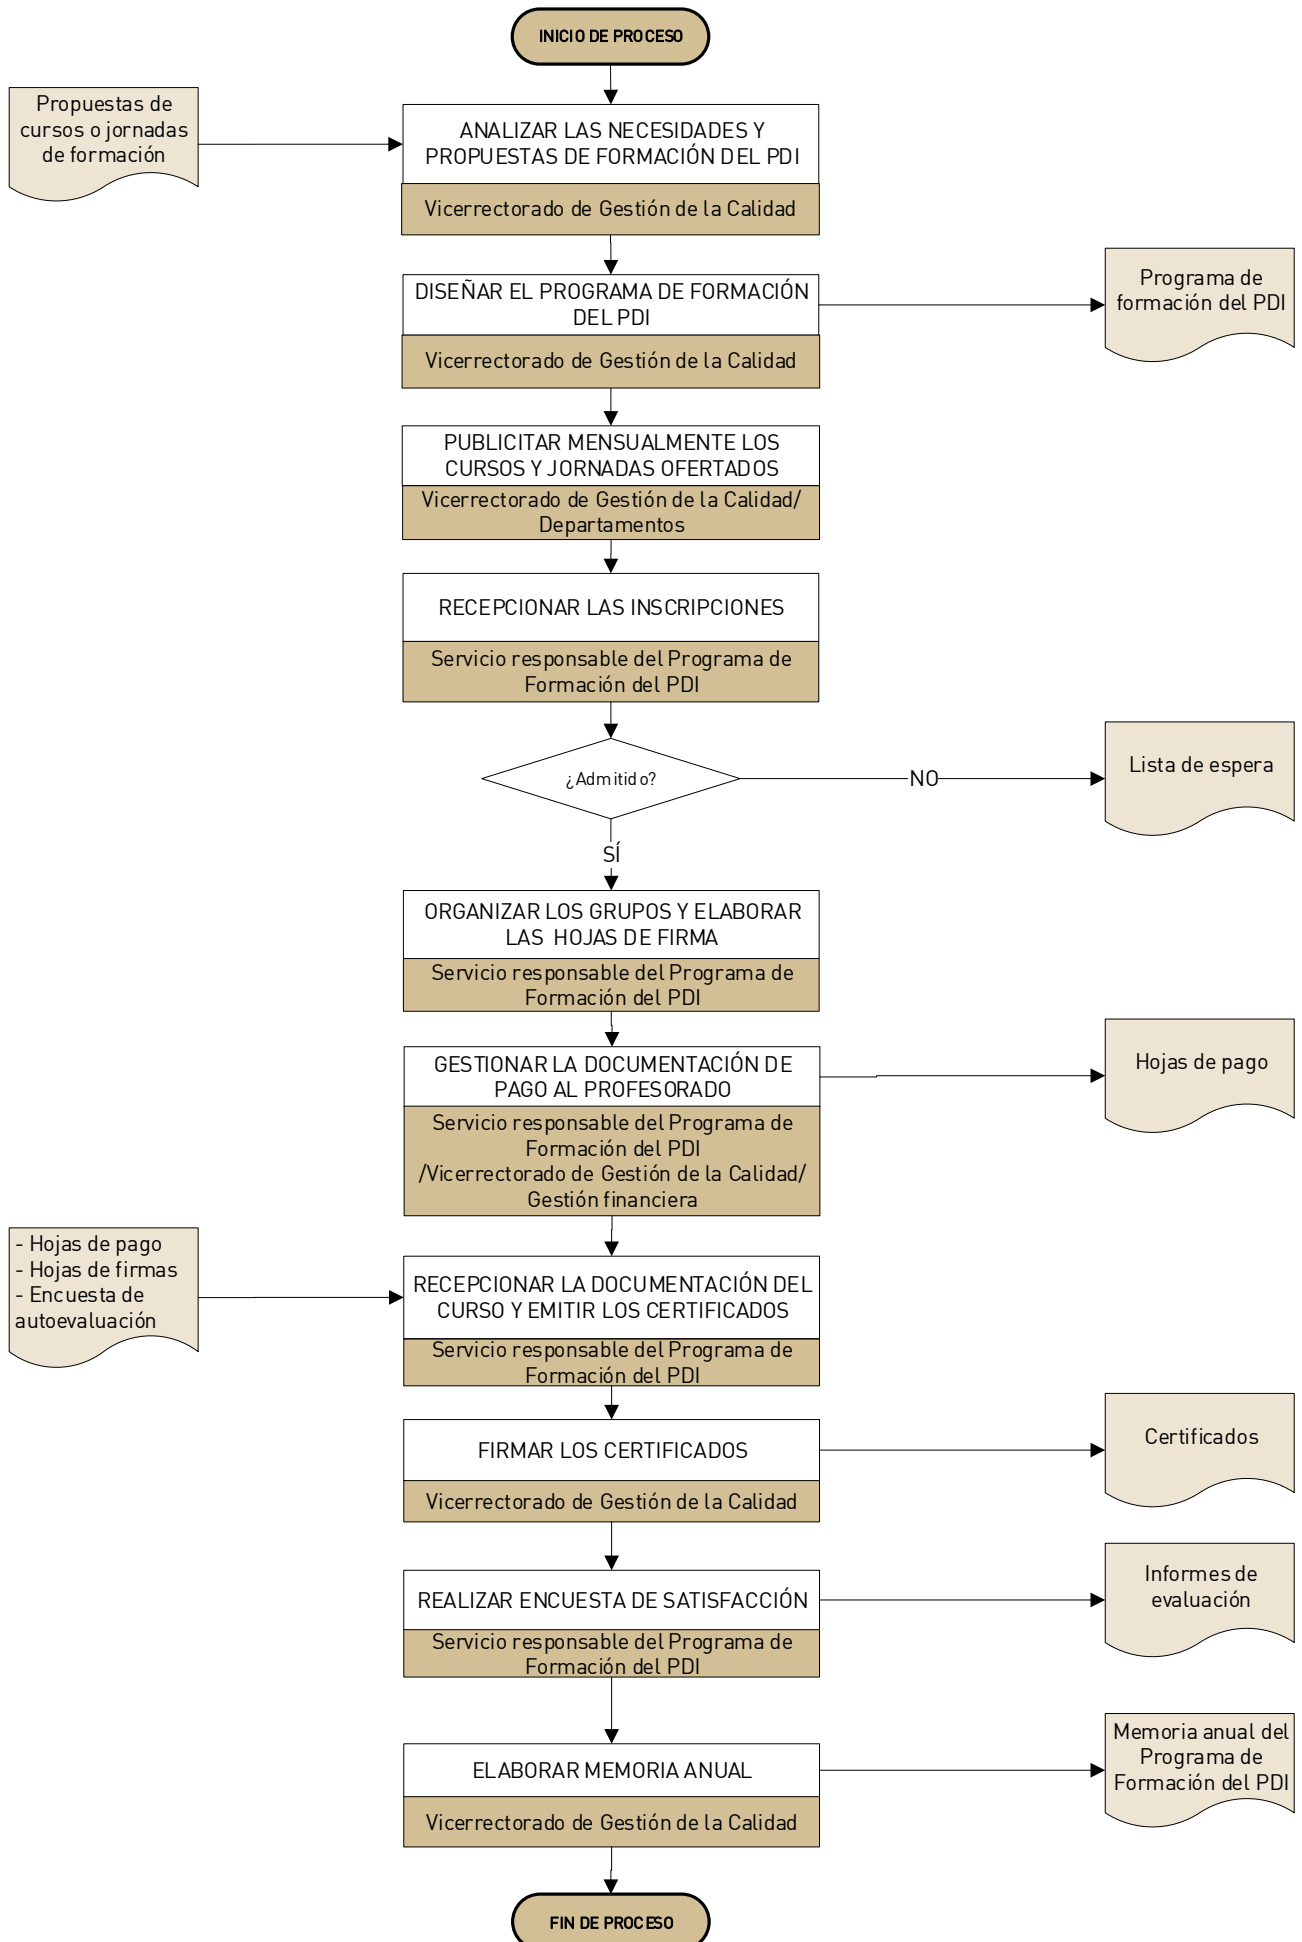 INICIO DE PROCESO
Propuestas de
cursos o jornadas
de formación
ANALIZAR LAS NECESIDADES Y
PROPUESTAS DE FORMACIÓN DEL PDI
Vicerrectorado de Gestión de la Calidad
DISEÑAR EL PROGRAMA DE FORMACIÓN
DEL PDI
Vicerrectorado de Gestión de la Calidad
Programa de
formación del PDI
PUBLICITAR MENSUALMENTE LOS
CURSOS Y JORNADAS OFERTADOS
Vicerrectorado de Gestión de la Calidad/
Departamentos
RECEPCIONAR LAS INSCRIPCIONES
Servicio responsable del Programa de
Formación del PDI
¿Admitido?
NO
Lista de espera
SÍ
ORGANIZAR LOS GRUPOS Y ELABORAR
LAS HOJAS DE FIRMA
Servicio responsable del Programa de
Formación del PDI
GESTIONAR LA DOCUMENTACIÓN DE
PAGO AL PROFESORADO
Servicio responsable del Programa de
Formación del PDI
/Vicerrectorado de Gestión de la Calidad/
Gestión financiera
Hojas de pago
- Hojas de pago
- Hojas de firmas
- Encuesta de
autoevaluación
RECEPCIONAR LA DOCUMENTACIÓN DEL
CURSO Y EMITIR LOS CERTIFICADOS
Servicio responsable del Programa de
Formación del PDI
FIRMAR LOS CERTIFICADOS
Vicerrectorado de Gestión de la Calidad
Certificados
REALIZAR ENCUESTA DE SATISFACCIÓN
Servicio responsable del Programa de
Formación del PDI
Informes de
evaluación
ELABORAR MEMORIA ANUAL
Vicerrectorado de Gestión de la Calidad
Memoria anual del
Programa de
Formación del PDI
FIN DE PROCESO